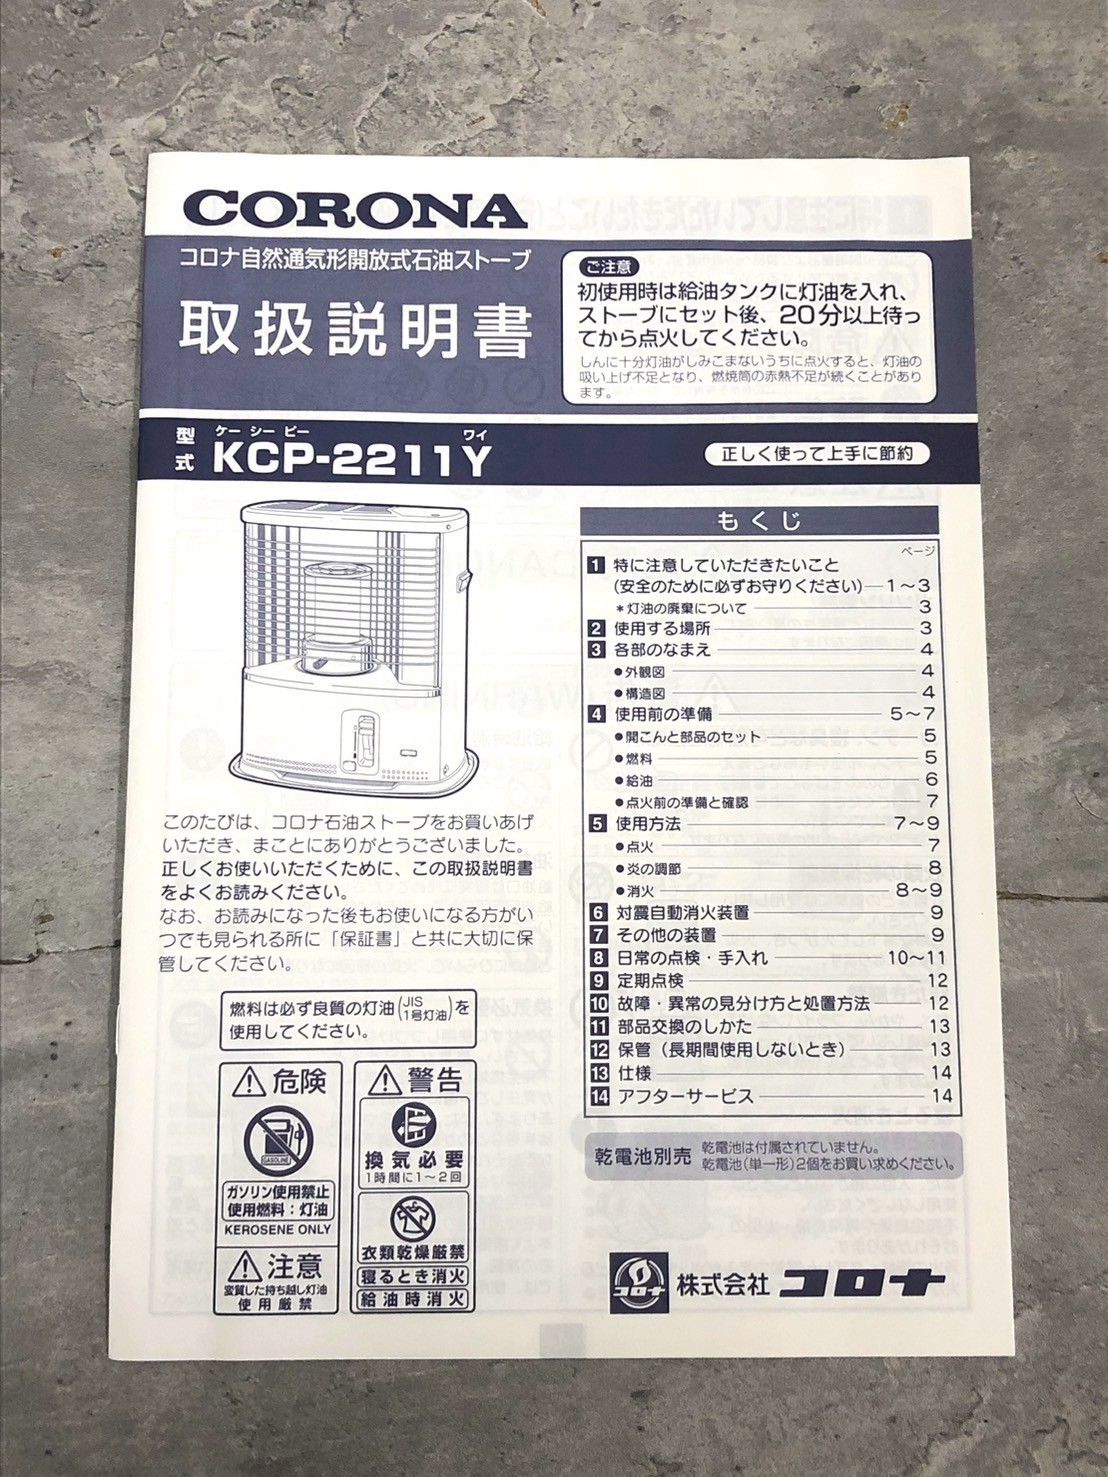 CORONA
コロナ自然通気形開放式石油ストーブ
取扱説明書
ご注意
初使用時は給油タンクに灯油を入れ、
ストーブにセット後、20分以上待っ
てから点火してください。
しんに十分灯油がしみこまないうちに点火すると、灯油の
吸い上げ不足となり、燃焼筒の赤熱不足が続くことがあり
ます。
型式 KCP-2211Y
ケー シー ピー ワイ
正しく使って上手に節約
このたびは、コロナ石油ストーブをお買いあげ
いただき、まことにありがとうございました。
正しくお使いいただくために、この取扱説明書
をよくお読みください。
なお、お読みになった後もお使いになる方がい
つでも見られる所に「保証書」と共に大切に保
管してください。
燃料は必ず良質の灯油(JIS 1号灯油)を
使用してください。
危険
GASOLINE
ガソリン使用禁止
使用燃料：灯油
KEROSENE ONLY
注意
変質した持ち越し灯油
使用厳禁
警告
換気必要
1時間に1～2回
衣類乾燥厳禁
寝るとき消火
給油時消火
もくじ
ページ
1 特に注意していただきたいこと
(安全のために必ずお守りください)―1～3
＊灯油の廃棄について 3
2 使用する場所 3
3 各部のなまえ 4
●外観図 4
●構造図 4
4 使用前の準備 5～7
●開こんと部品のセット 5
●燃料 5
●給油 6
●点火前の準備と確認 7
5 使用方法 7～9
●点火 7
●炎の調節 8
●消火 8～9
6 対震自動消火装置 9
7 その他の装置 9
8 日常の点検・手入れ 10～11
9 定期点検 12
10 故障・異常の見分け方と処置方法 12
11 部品交換のしかた 13
12 保管（長期間使用しないとき） 13
13 仕様 14
14 アフターサービス 14
乾電池別売
乾電池は付属されていません。
乾電池(単一形)2個をお買い求めください。
コロナ
株式会社 コロナ